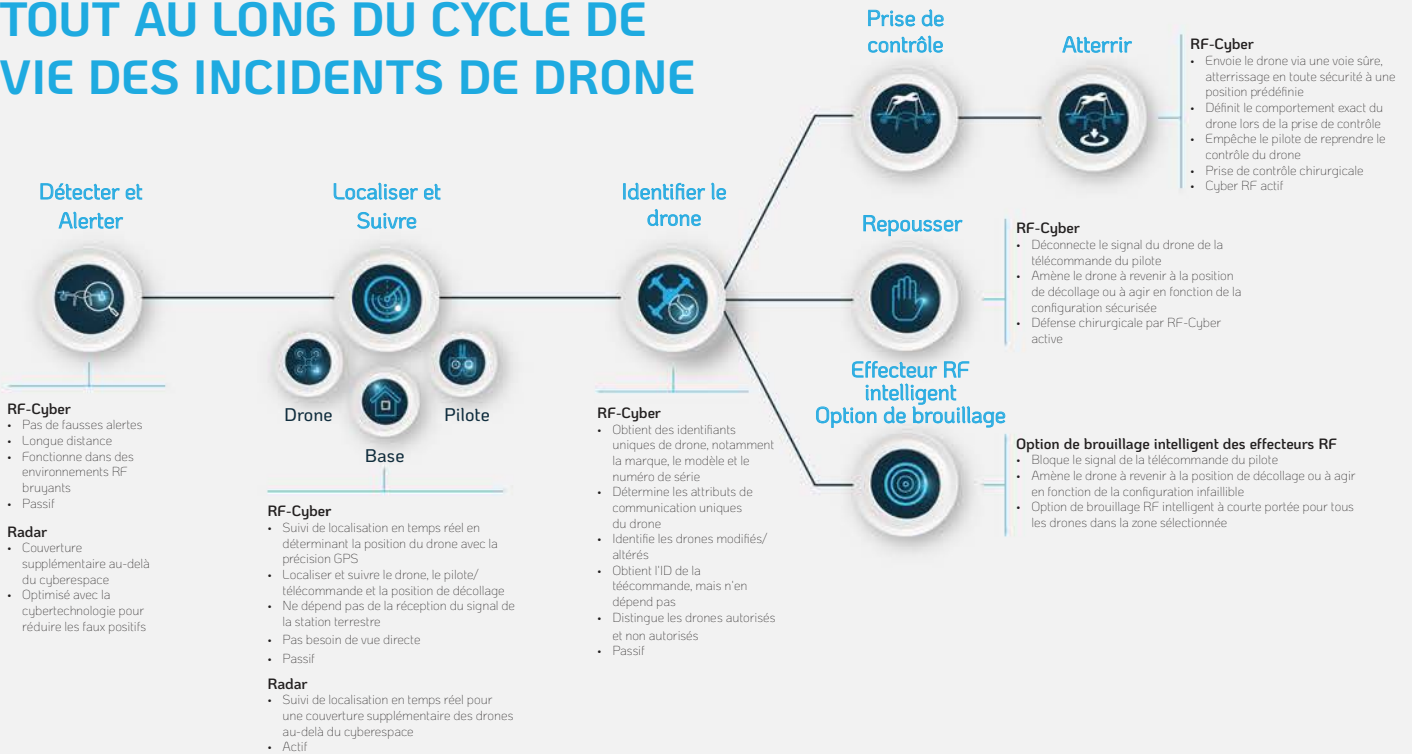 TOUT AU LONG DU CYCLE DE
VIE DES INCIDENTS DE DRONE
Détecter et
Alerter
RF-Cyber
• Pas de fausses alertes
• Longue distance
• Fonctionne dans des
environnements RF
bruyants
• Passif
Radar
• Couverture
supplémentaire au-delà
du cyberespace
• Optimisé avec la
cybertechnologie pour
réduire les faux positifs
Localiser et
Suivre
Drone
Pilote
Base
RF-Cyber
• Suivi de localisation en temps réel en
déterminant la position du drone avec la
précision GPS
• Localiser et suivre le drone, le pilote/
télécommande et la position de décollage
• Ne dépend pas de la réception du signal de
la station terrestre
• Pas besoin de vue directe
• Passif
Radar
• Suivi de localisation en temps réel pour
une couverture supplémentaire des drones
au-delà du cyberespace
• Actif
Identifier le
drone
RF-Cyber
• Obtient des identifiants
uniques de drone, notamment
la marque, le modèle et le
numéro de série
• Détermine les attributs de
communication uniques
du drone
• Identifie les drones modifiés/
altérés
• Obtient l'ID de la
téécommande, mais n'en
dépend pas
• Distingue les drones autorisés
et non autorisés
• Passif
Prise de
contrôle
Atterrir
RF-Cyber
• Envoie le drone via une voie sûre,
atterrissage en toute sécurité à une
position prédéfinie
• Définit le comportement exact du
drone lors de la prise de contrôle
• Empêche le pilote de reprendre le
contrôle du drone
• Prise de contrôle chirurgicale
• Cyber RF actif
Repousser
RF-Cyber
• Déconnecte le signal du drone de la
télécommande du pilote
• Amène le drone à revenir à la position
de décollage ou à agir en fonction de la
configuration sécurisée
• Défense chirurgicale par RF-Cyber
active
Effecteur RF
intelligent
Option de brouillage
Option de brouillage intelligent des effecteurs RF
• Bloque le signal de la télécommande du pilote
• Amène le drone à revenir à la position de décollage ou à agir
en fonction de la configuration infaillible
• Option de brouillage RF intelligent à courte portée pour tous
les drones dans la zone sélectionnée